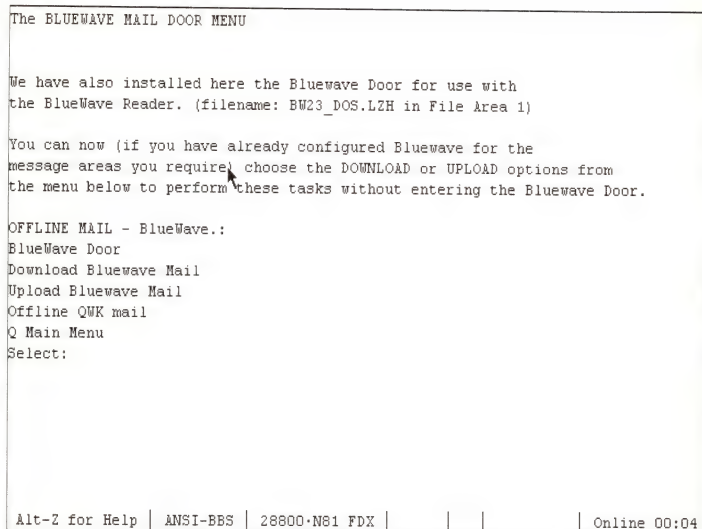 The BLUEWAVE MAIL DOOR MENU
We have also installed here the Bluewave Door for use with
the BlueWave Reader. (filename: BW23_DOS.LZH in File Area 1)
You can now (if you have already configured Bluewave for the
message areas you require) choose the DOWNLOAD or UPLOAD options from
the menu below to perform these tasks without entering the Bluewave Door.
OFFLINE MAIL - BlueWave.:
BlueWave Door
Download Bluewave Mail
Upload Bluewave Mail
Offline QWK mail
Q Main Menu
Select:
Alt-Z for Help | ANSI-BBS | 28800·N81 FDX | | | | Online 00:04